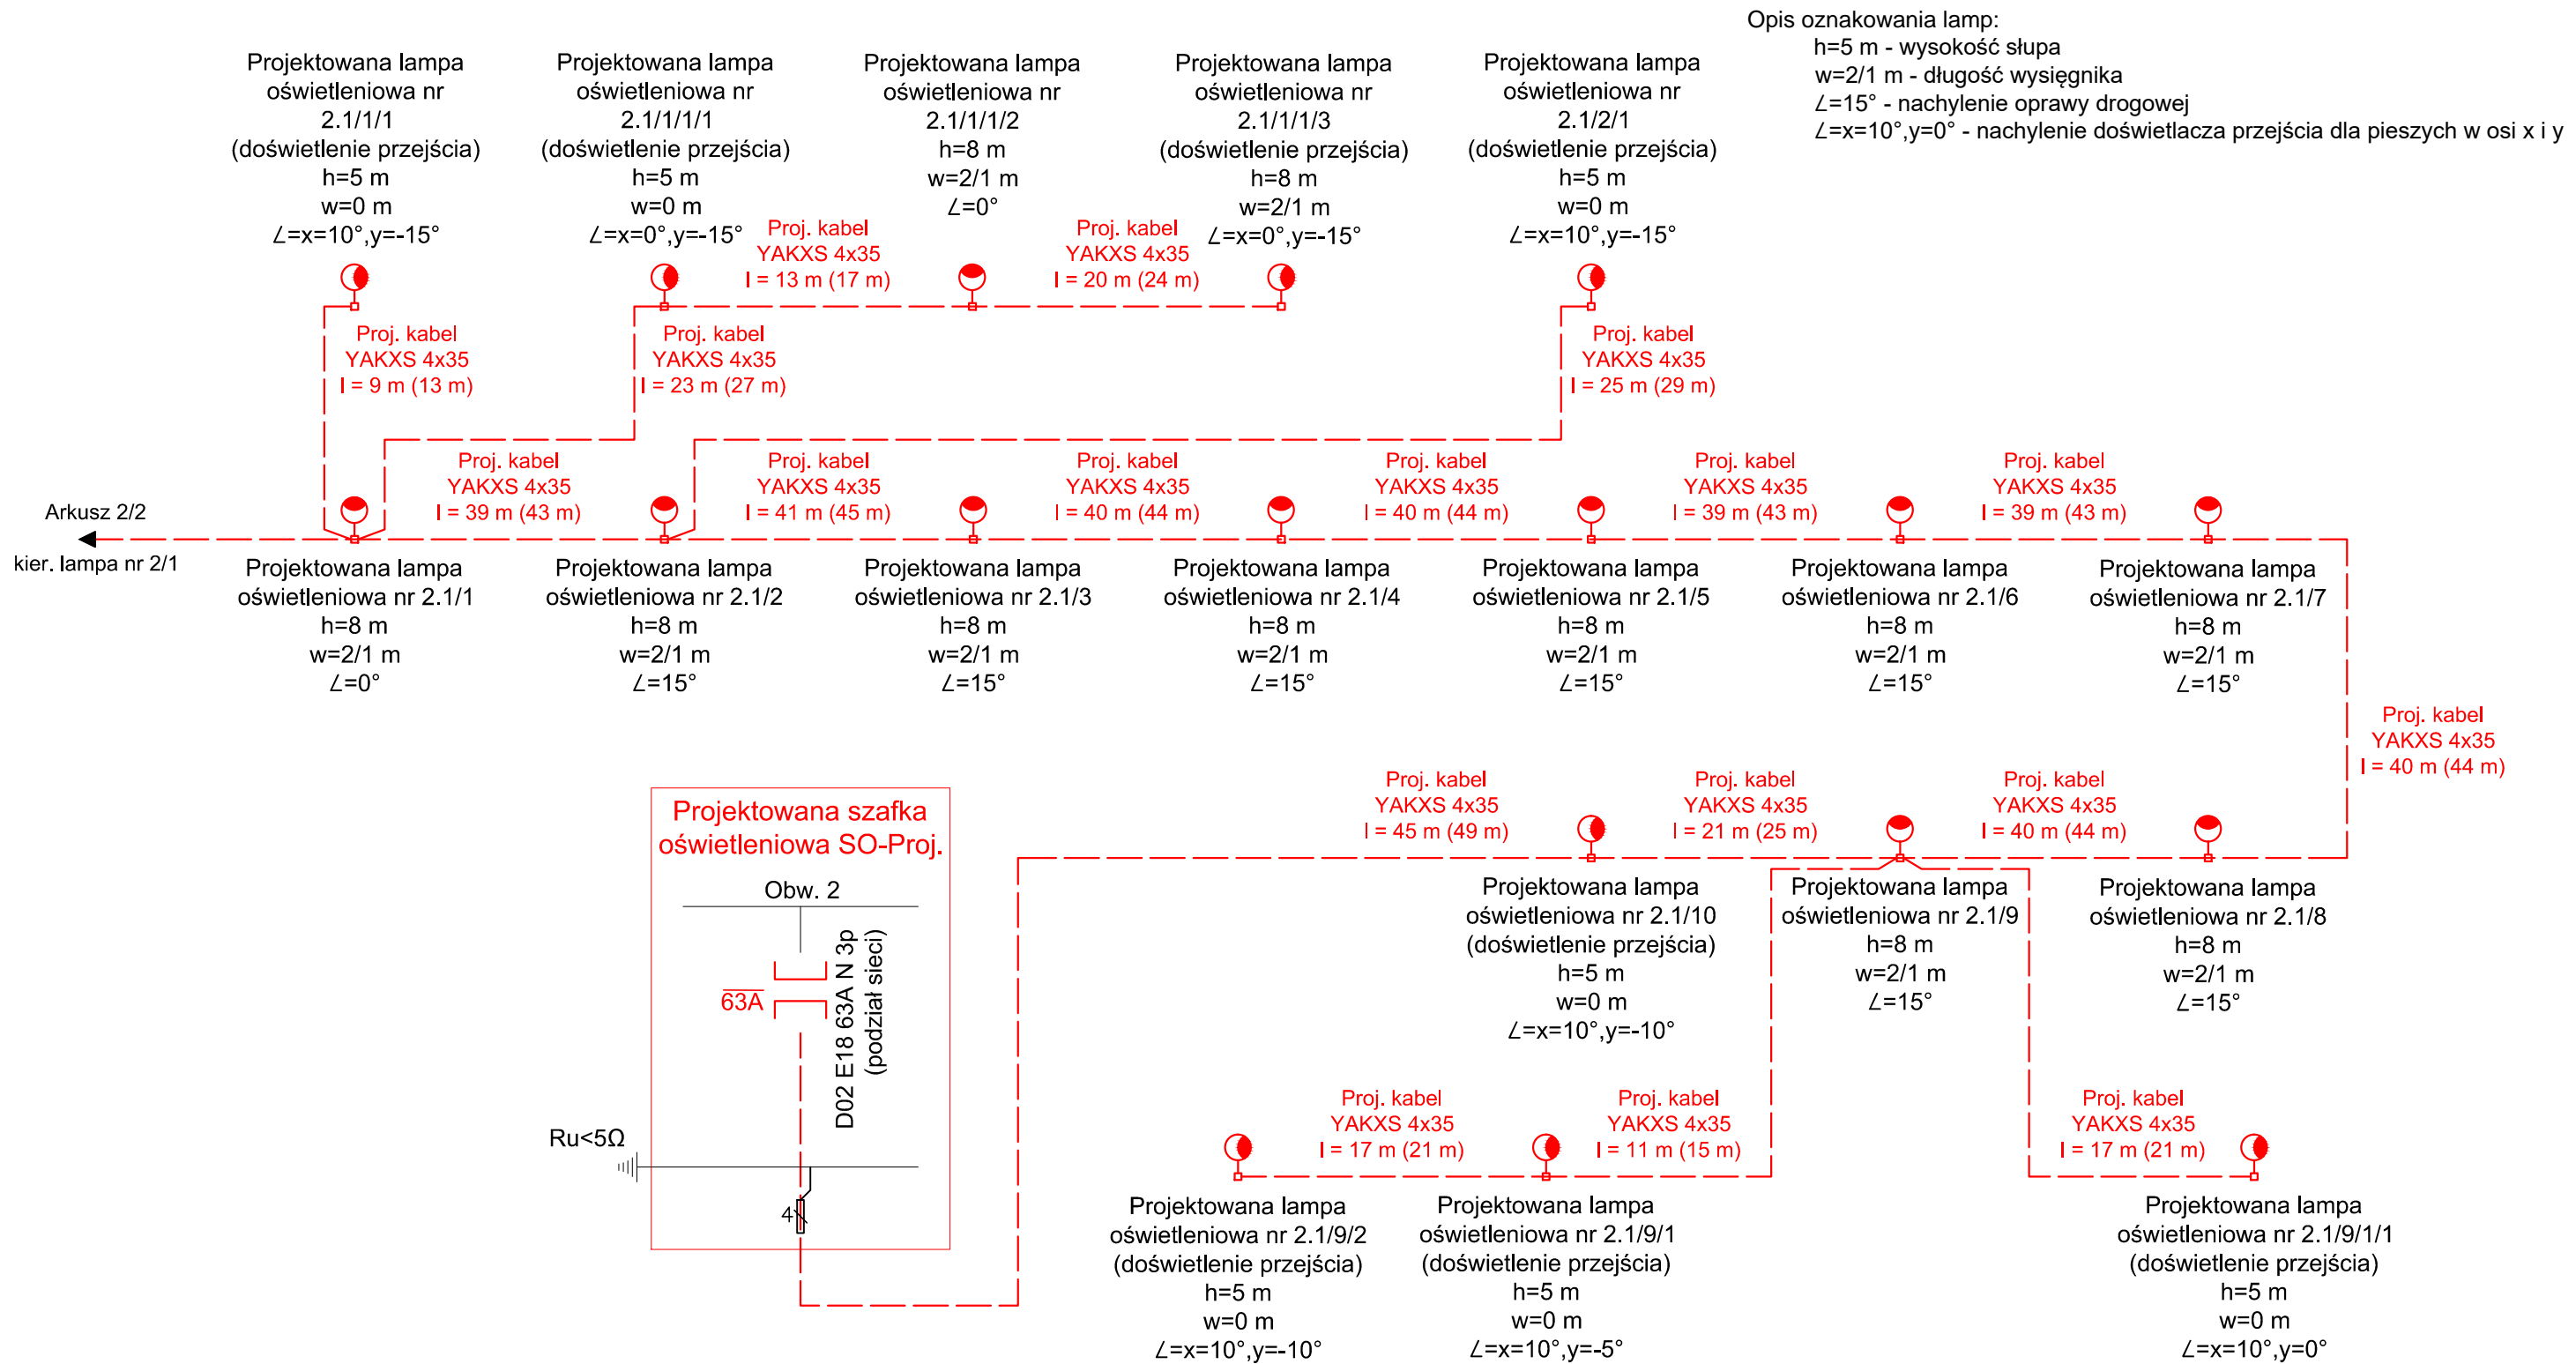 Opis oznakowania lamp:
h=5 m - wysokość słupa
w=2/1 m - długość wysięgnika
∠=15° - nachylenie oprawy drogowej
∠=x=10°,y=0° - nachylenie doświetlacza przejścia dla pieszych w osi x i y
Projektowana lampa
oświetleniowa nr
2.1/1/1
(doświetlenie przejścia)
h=5 m
w=0 m
∠=x=10°,y=-15°
Projektowana lampa
oświetleniowa nr
2.1/1/1/1
(doświetlenie przejścia)
h=5 m
w=0 m
∠=x=0°,y=-15°
Projektowana lampa
oświetleniowa nr
2.1/1/1/2
h=8 m
w=2/1 m
∠=0°
Projektowana lampa
oświetleniowa nr
2.1/1/1/3
(doświetlenie przejścia)
h=8 m
w=2/1 m
∠=x=0°,y=-15°
Projektowana lampa
oświetleniowa nr
2.1/2/1
(doświetlenie przejścia)
h=5 m
w=0 m
∠=x=10°,y=-15°
Proj. kabel
YAKXS 4x35
l = 13 m (17 m)
Proj. kabel
YAKXS 4x35
l = 20 m (24 m)
Proj. kabel
YAKXS 4x35
l = 9 m (13 m)
Proj. kabel
YAKXS 4x35
l = 23 m (27 m)
Proj. kabel
YAKXS 4x35
l = 25 m (29 m)
Proj. kabel
YAKXS 4x35
l = 39 m (43 m)
Proj. kabel
YAKXS 4x35
l = 41 m (45 m)
Proj. kabel
YAKXS 4x35
l = 40 m (44 m)
Proj. kabel
YAKXS 4x35
l = 40 m (44 m)
Proj. kabel
YAKXS 4x35
l = 39 m (43 m)
Proj. kabel
YAKXS 4x35
l = 39 m (43 m)
Arkusz 2/2
kier. lampa nr 2/1
Projektowana lampa
oświetleniowa nr 2.1/1
h=8 m
w=2/1 m
∠=0°
Projektowana lampa
oświetleniowa nr 2.1/2
h=8 m
w=2/1 m
∠=15°
Projektowana lampa
oświetleniowa nr 2.1/3
h=8 m
w=2/1 m
∠=15°
Projektowana lampa
oświetleniowa nr 2.1/4
h=8 m
w=2/1 m
∠=15°
Projektowana lampa
oświetleniowa nr 2.1/5
h=8 m
w=2/1 m
∠=15°
Projektowana lampa
oświetleniowa nr 2.1/6
h=8 m
w=2/1 m
∠=15°
Projektowana lampa
oświetleniowa nr 2.1/7
h=8 m
w=2/1 m
∠=15°
Proj. kabel
YAKXS 4x35
l = 40 m (44 m)
Proj. kabel
YAKXS 4x35
l = 45 m (49 m)
Proj. kabel
YAKXS 4x35
l = 21 m (25 m)
Proj. kabel
YAKXS 4x35
l = 40 m (44 m)
Projektowana szafka
oświetleniowa SO-Proj.
Obw. 2
63A
D02 E18 63A N 3p
(podział sieci)
Ru<5Ω
4
Projektowana lampa
oświetleniowa nr 2.1/10
(doświetlenie przejścia)
h=5 m
w=0 m
∠=x=10°,y=-10°
Projektowana lampa
oświetleniowa nr 2.1/9
h=8 m
w=2/1 m
∠=15°
Projektowana lampa
oświetleniowa nr 2.1/8
h=8 m
w=2/1 m
∠=15°
Proj. kabel
YAKXS 4x35
l = 17 m (21 m)
Proj. kabel
YAKXS 4x35
l = 11 m (15 m)
Proj. kabel
YAKXS 4x35
l = 17 m (21 m)
Projektowana lampa
oświetleniowa nr 2.1/9/2
(doświetlenie przejścia)
h=5 m
w=0 m
∠=x=10°,y=-10°
Projektowana lampa
oświetleniowa nr 2.1/9/1
(doświetlenie przejścia)
h=5 m
w=0 m
∠=x=10°,y=-5°
Projektowana lampa
oświetleniowa nr 2.1/9/1/1
(doświetlenie przejścia)
h=5 m
w=0 m
∠=x=10°,y=0°